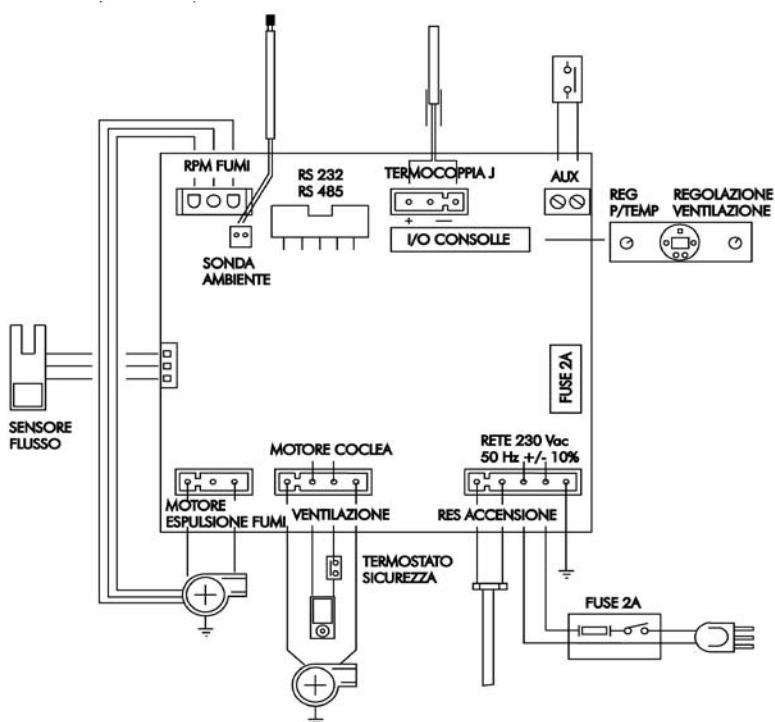 RPM FUMI
RS 232
RS 485
TERMOCOPPIA J
AUX
REG
P/TEMP
REGOLAZIONE
VENTILAZIONE
+ —
I/O CONSOLLE
SONDA
AMBIENTE
SENSORE
FLUSSO
FUSE 2A
MOTORE COCLEA
RETE 230 Vac
50 Hz +/- 10%
MOTORE
ESPULSIONE FUMI
VENTILAZIONE
RES ACCENSIONE
TERMOSTATO
SICUREZZA
FUSE 2A